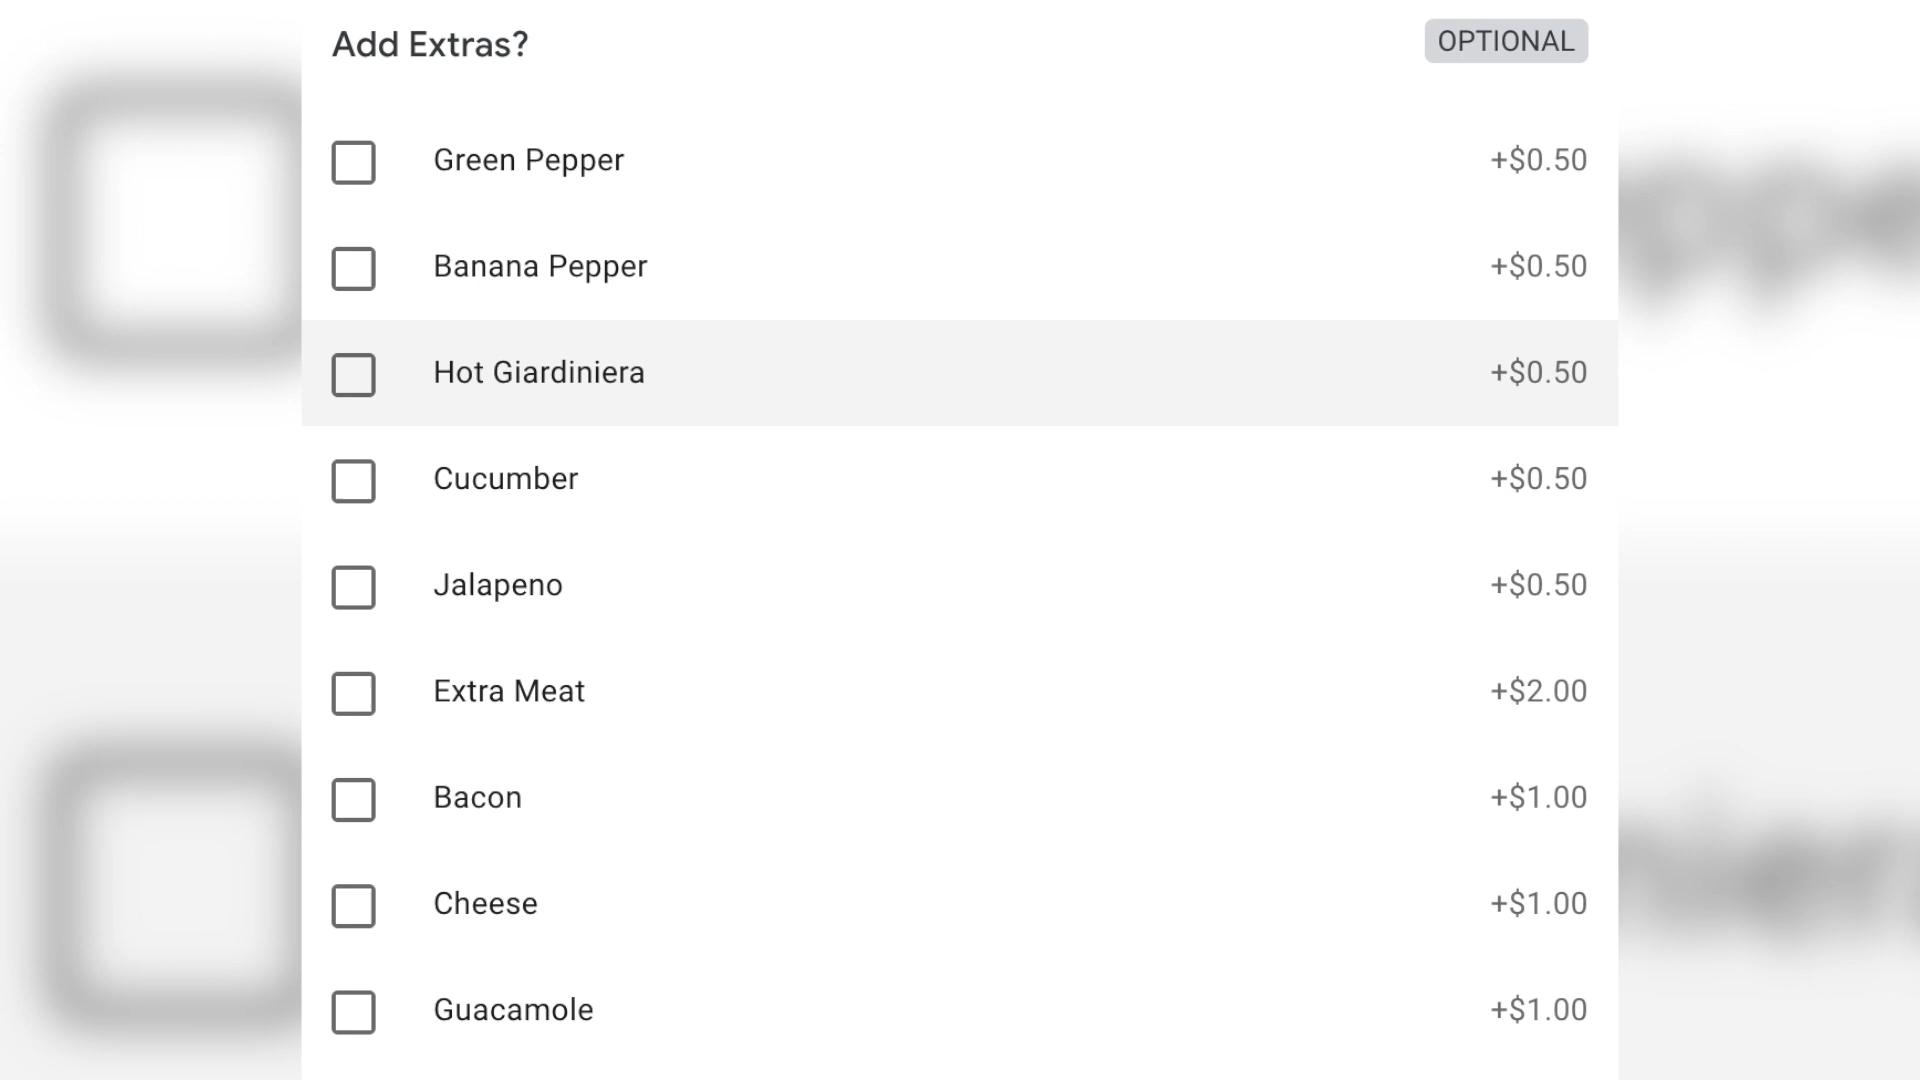 Add Extras? OPTIONAL
Green Pepper +$0.50
Banana Pepper +$0.50
Hot Giardiniera +$0.50
Cucumber +$0.50
Jalapeno +$0.50
Extra Meat +$2.00
Bacon +$1.00
Cheese +$1.00
Guacamole +$1.00